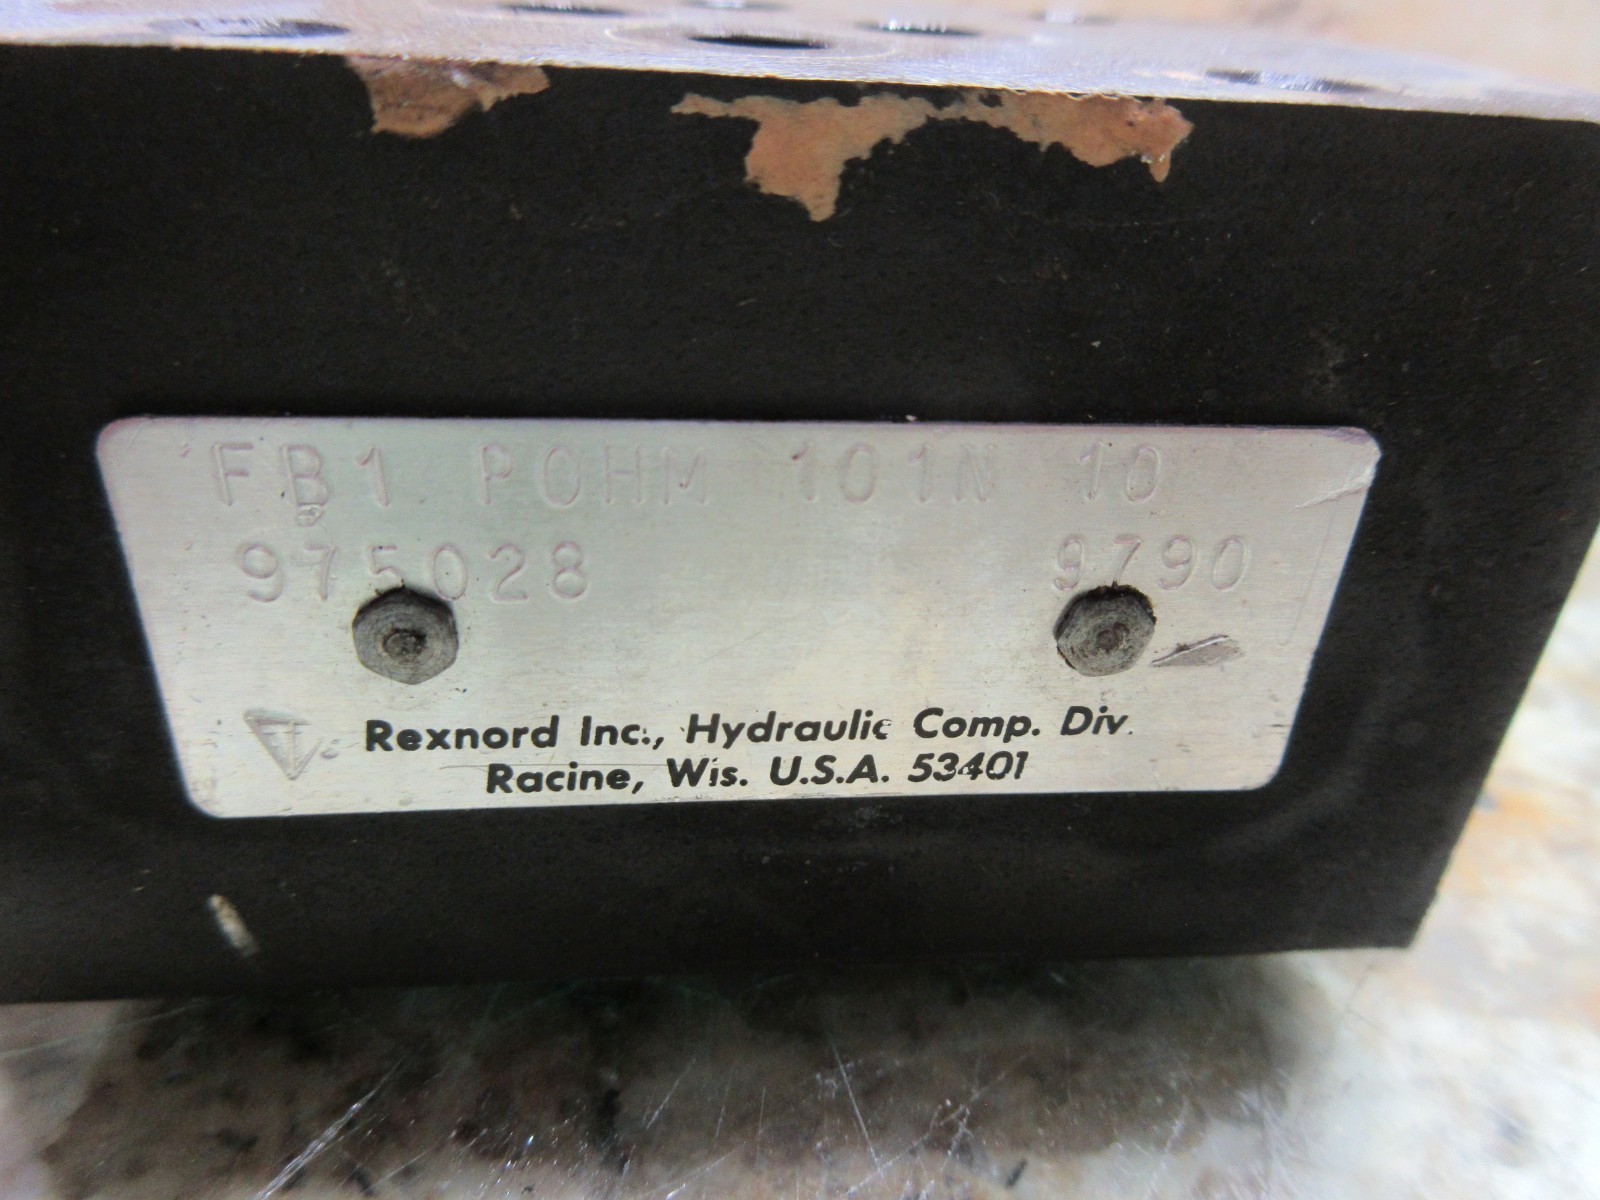 FB1 POHM 101N 10
975028 9790
Rexnord Inc., Hydraulic Comp. Div.
Racine, Wis. U.S.A. 53401